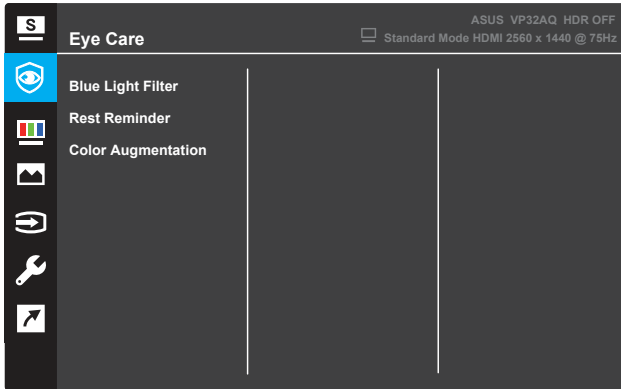 S
ASUS VP32AQ HDR OFF
Eye Care
Standard Mode HDMI 2560 x 1440 @ 75Hz
Blue Light Filter
Rest Reminder
Color Augmentation